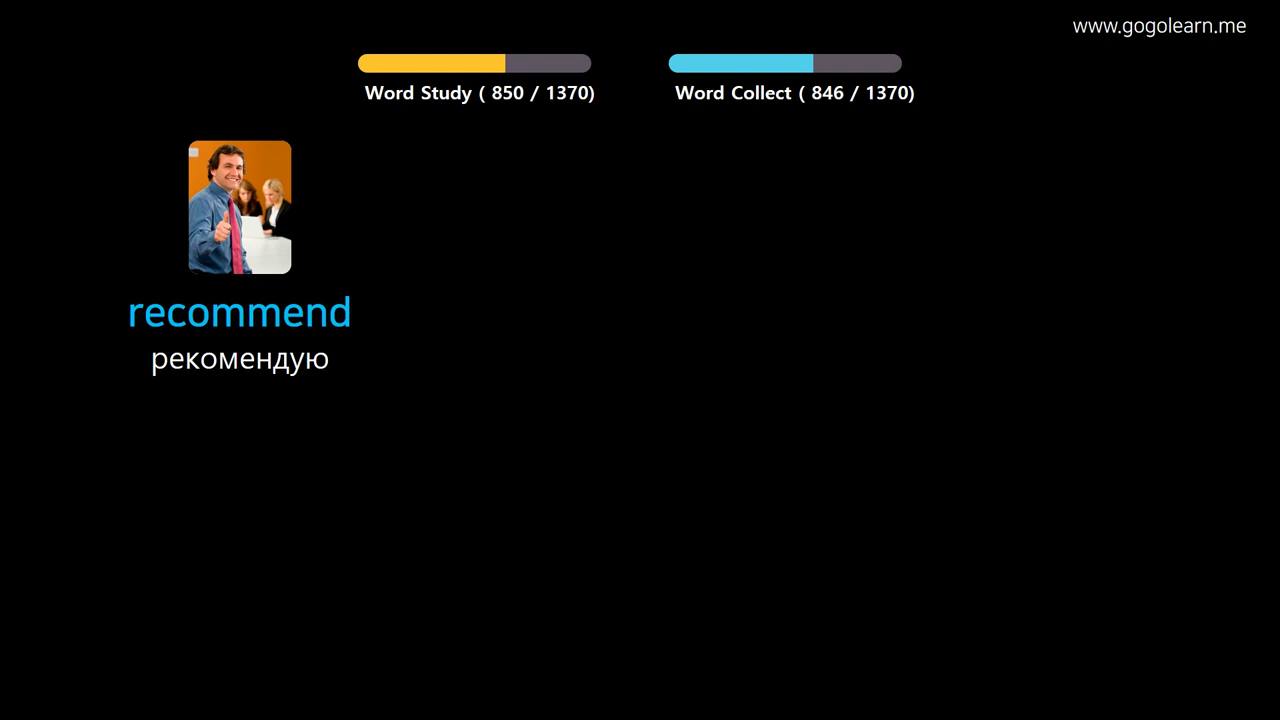 www.gogolearn.me
Word Study ( 850 / 1370)
Word Collect ( 846 / 1370)
recommend
рекомендую